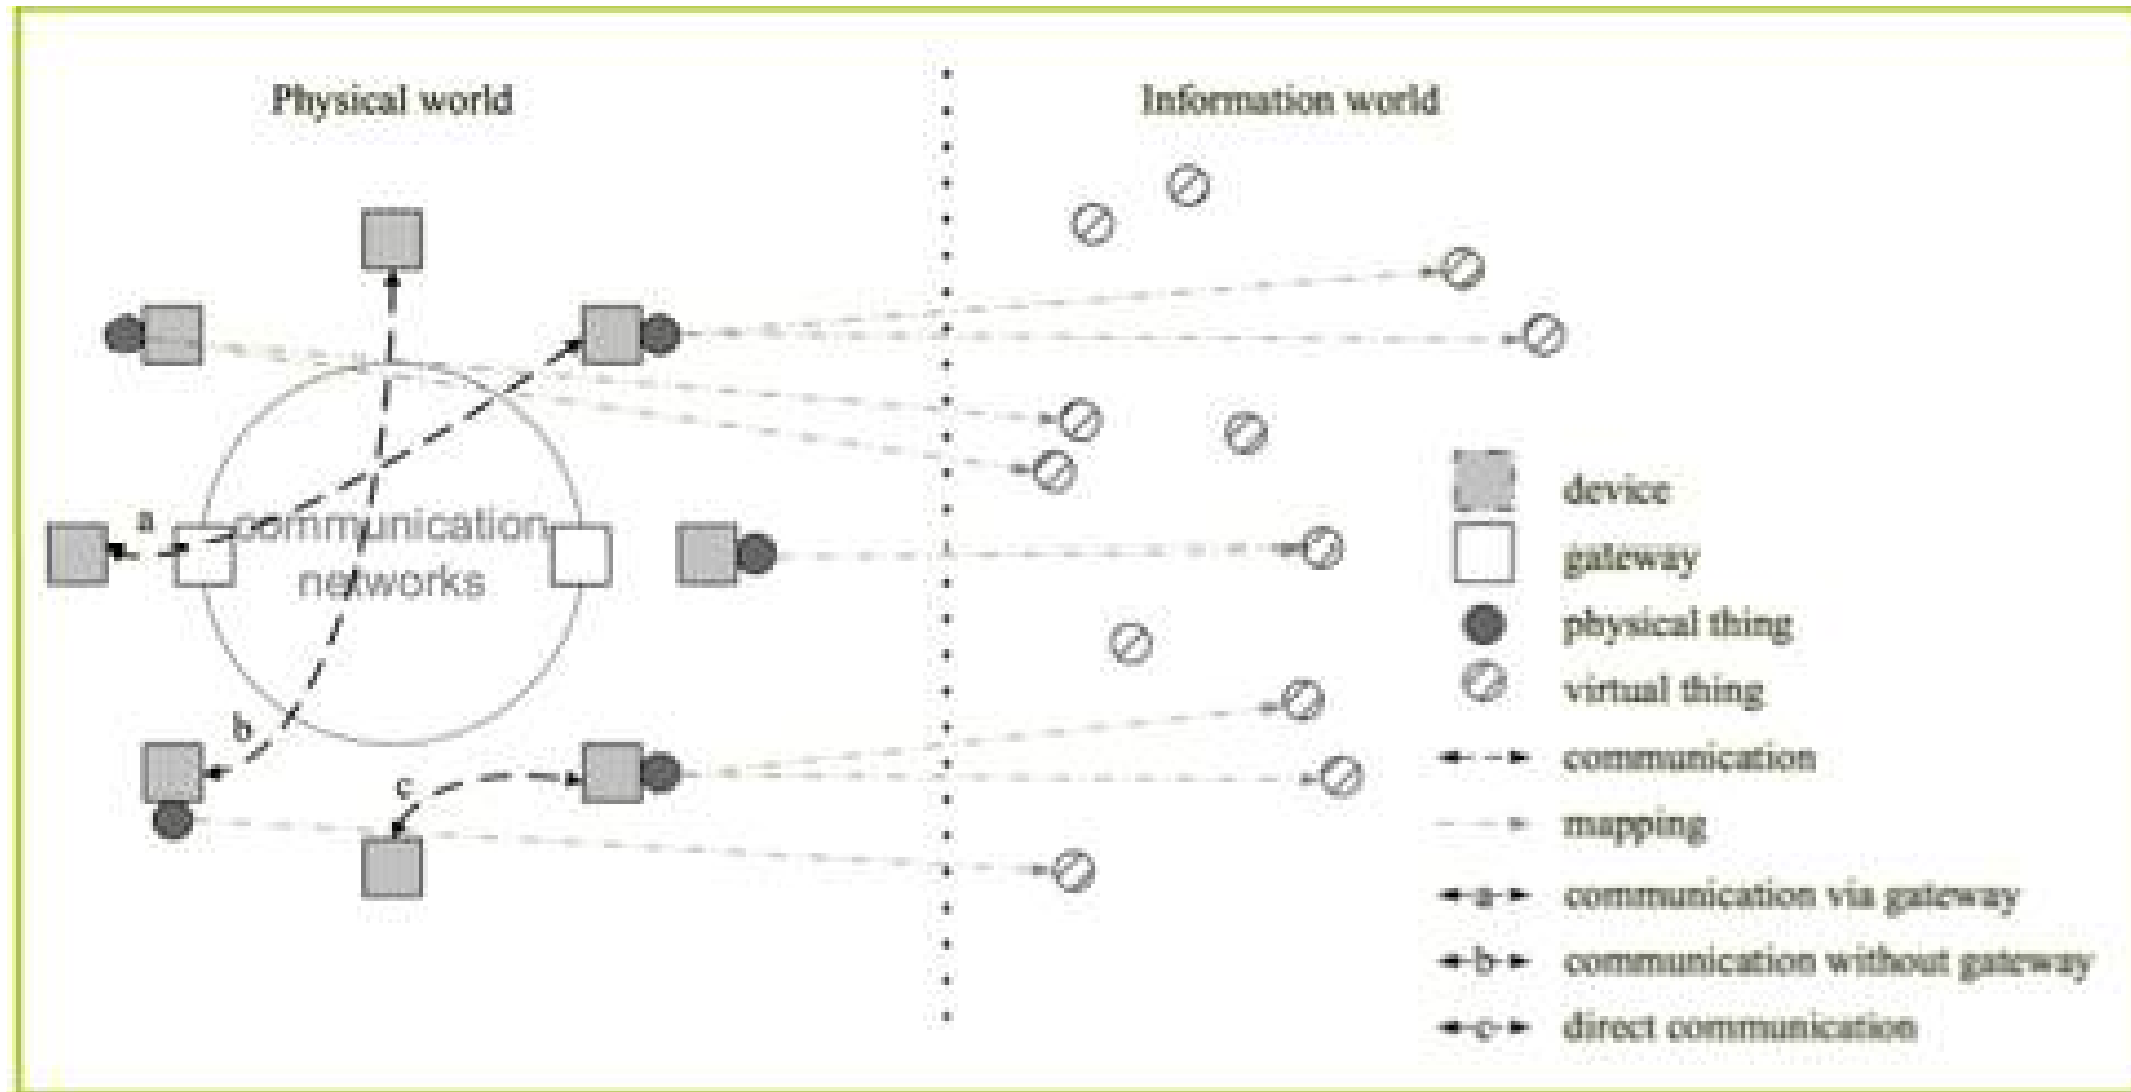 Physical world
Information world
a
communication
networks
b
c
device
gateway
physical thing
virtual thing
communication
mapping
a communication via gateway
b communication without gateway
c direct communication